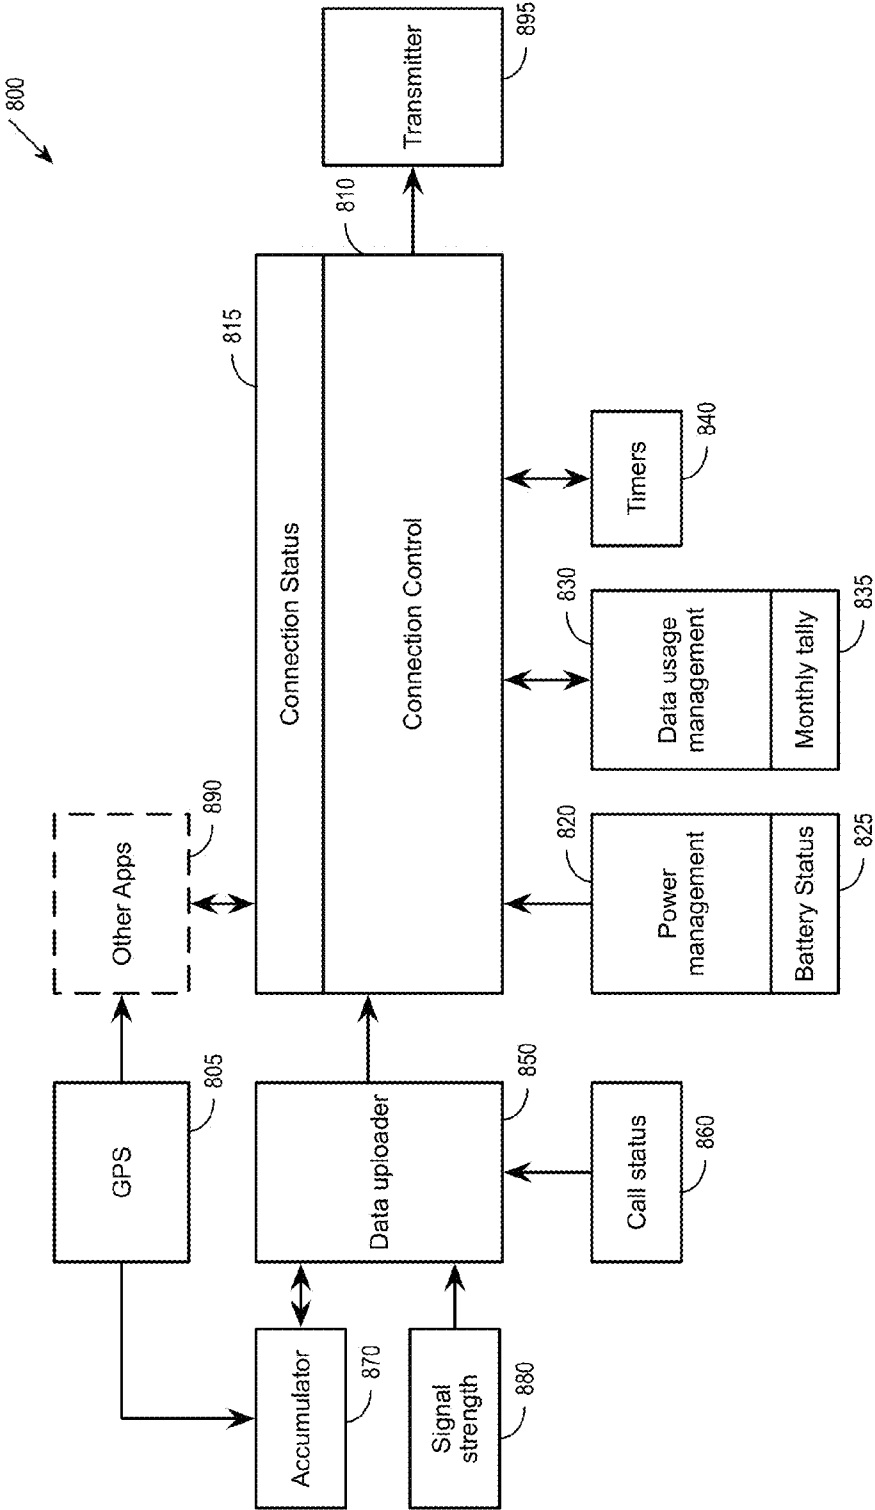 800
GPS
805
Other Apps
890
Accumulator
870
Signal
strength
880
Data uploader
850
Call status
860
Connection Status
815
Connection Control
810
Transmitter
895
Power
management
820
Battery Status
825
Data usage
management
830
Monthly tally
835
Timers
840